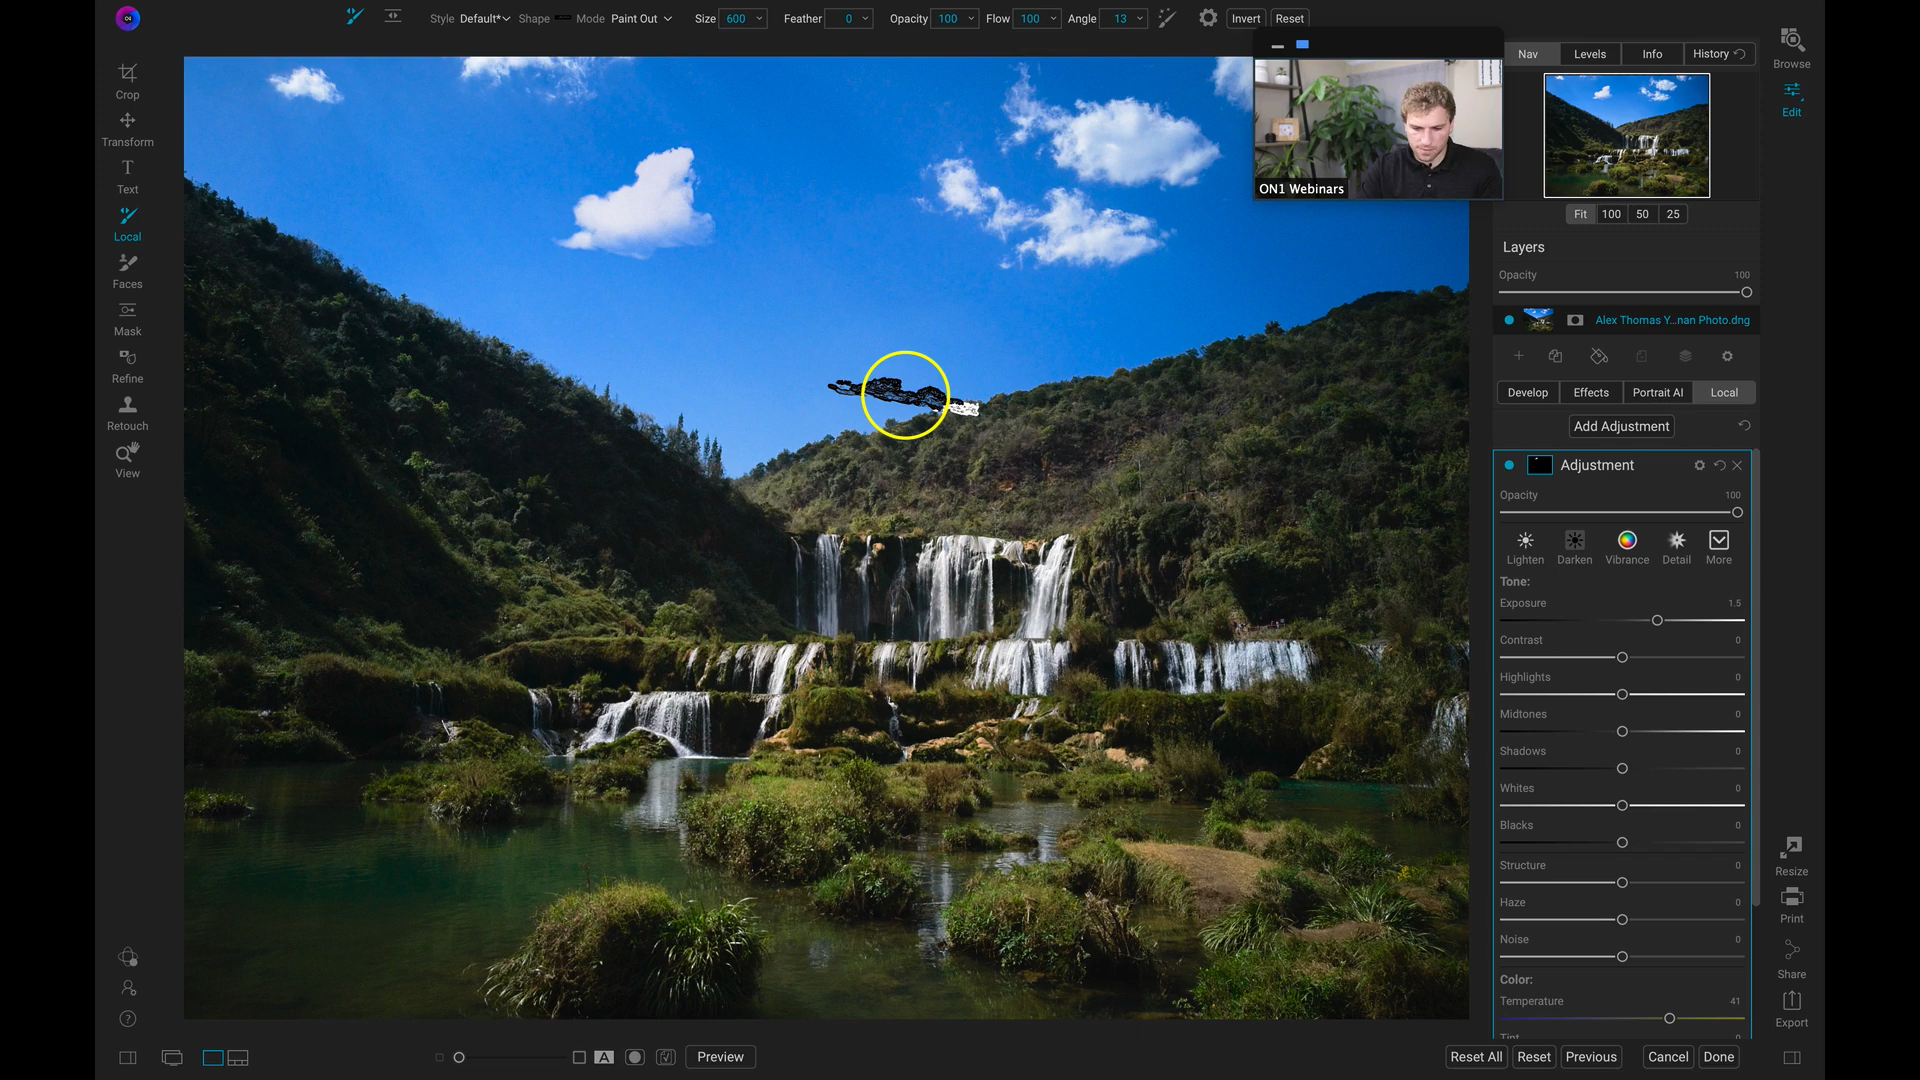 Style Default* Shape Mode Paint Out Size 600 Feather 0 Opacity 100 Flow 100 Angle 13 Invert Reset
Crop
Transform
Text
Local
Faces
Mask
Refine
Retouch
View
ON1 Webinars
Nav Levels Info History
Fit 100 50 25
Layers
Opacity 100
Alex Thomas Y...nan Photo.dng
Develop Effects Portrait AI Local
Add Adjustment
Adjustment
Opacity 100
Lighten Darken Vibrance Detail More
Tone:
Exposure 1.5
Contrast 0
Highlights 0
Midtones 0
Shadows 0
Whites 0
Blacks 0
Structure 0
Haze 0
Noise 0
Color:
Temperature 41
Tint 0
Browse
Edit
Resize
Print
Share
Export
A Preview
Reset All Reset Previous Cancel Done